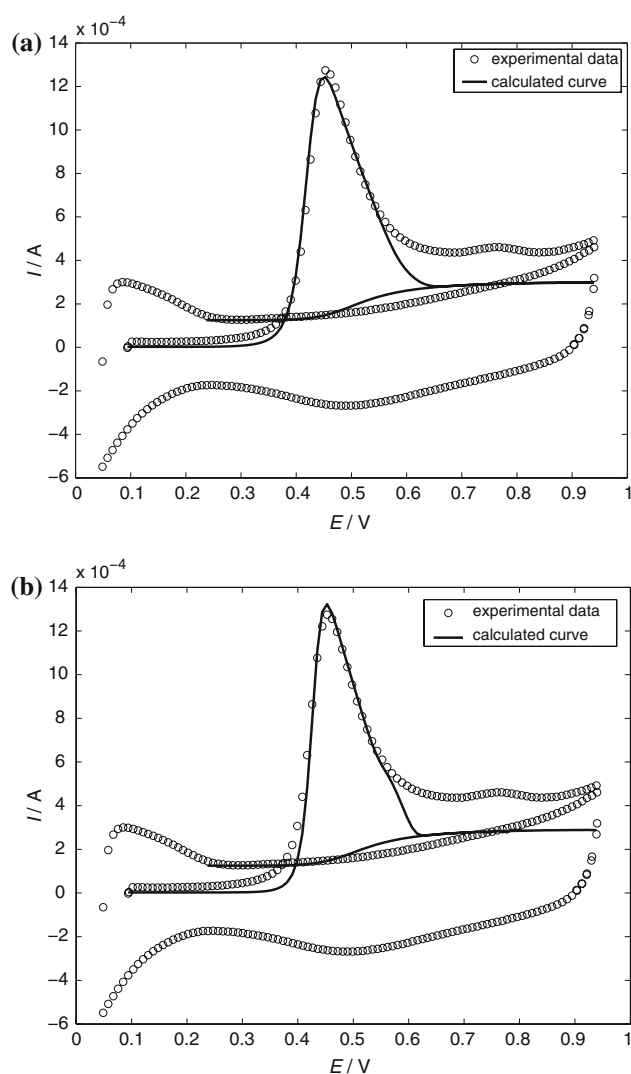 (a)
x 10⁻⁴
14
12
10
8
6
4
2
0
−2
−4
−6
I / A
experimental data
calculated curve
0 0.1 0.2 0.3 0.4 0.5 0.6 0.7 0.8 0.9 1
E / V
(b)
x 10⁻⁴
14
12
10
8
6
4
2
0
−2
−4
−6
I / A
experimental data
calculated curve
0 0.1 0.2 0.3 0.4 0.5 0.6 0.7 0.8 0.9 1
E / V